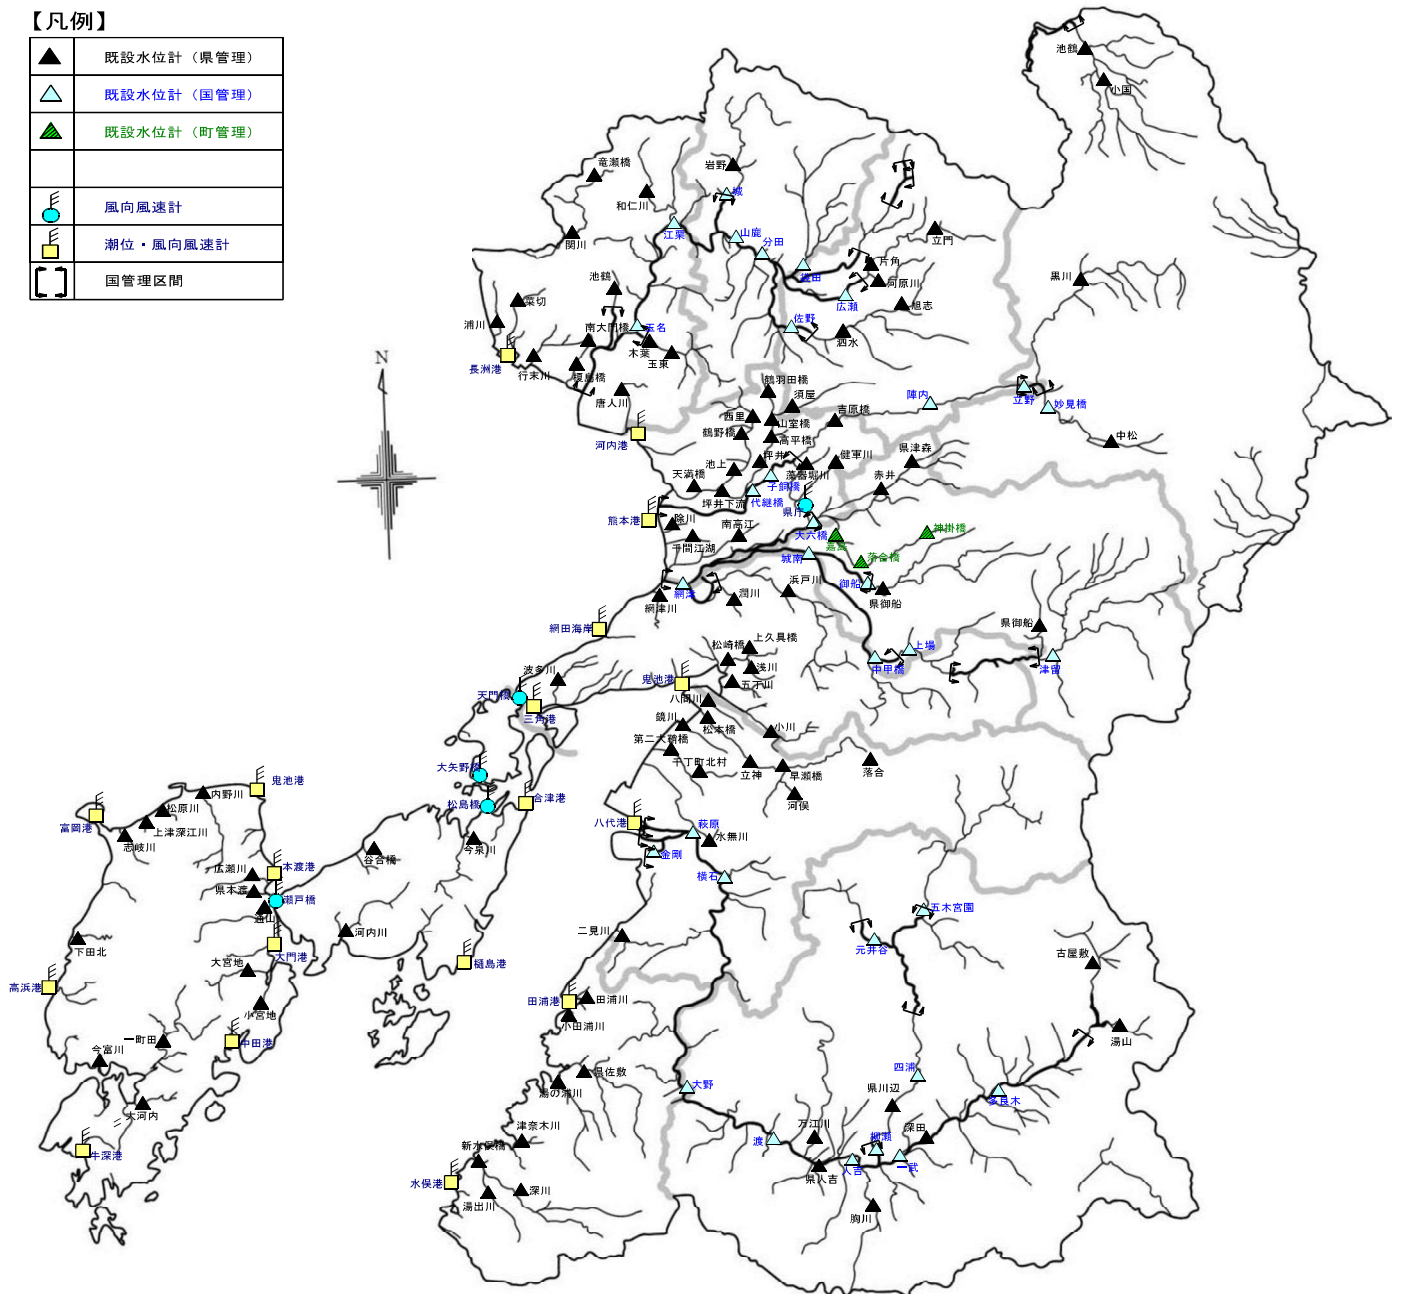 【凡例】
既設水位計（県管理）
既設水位計（国管理）
既設水位計（町管理）
風向風速計
潮位・風向風速計
国管理区間
N
池鶴
小国
竜瀬橋
岩野
城
和仁川
関川
江栗
山鹿
分田
立門
片角
河原川
池鶴
菜切
広瀬
旭志
黒川
浦川
南大門橋
玉名
佐野
泗水
木葉
玉東
長洲港
行末川
唐人川
鶴羽田橋
須屋
陣内
立野
妙見橋
西里
山室橋
吉原橋
鶴野橋
高平橋
中松
河内港
池上
坪井
健軍川
県津森
天満橋
藻器堀川
子飼橋
赤井
坪井下流
代継橋
県庁
熊本港
除川
南高江
大六橋
嘉島
神掛橋
千間江湖
城南
落合橋
網津
御船
県御船
網津川
潤川
浜戸川
網田海岸
県御船
上久具橋
松崎橋
上場
中甲橋
津留
浅川
波多川
鬼池港
五丁川
天門橋
八間川
三角港
鏡川
松本橋
小川
千丁町北村
立神
早瀬橋
落合
大矢野橋
鬼池港
内野川
河俣
松島橋
合津港
松原川
富岡港
上津深江川
志岐川
八代港
萩原
水無川
今泉川
金剛
谷合橋
広瀬川
本渡港
横石
県本渡
瀬戸橋
五木宮園
河内川
二見川
下田北
大門港
元井谷
古屋敷
大宮地
樋島港
高浜港
田浦港
田浦川
小宮地
小田浦川
湯山
一町田
中田港
今富川
県佐敷
四浦
湯の浦川
大野
県川辺
多良木
大河内
津奈木川
万江川
深田
渡
柳瀬
新水俣橋
牛深港
人吉
一武
水俣港
深川
県人吉
湯出川
胸川